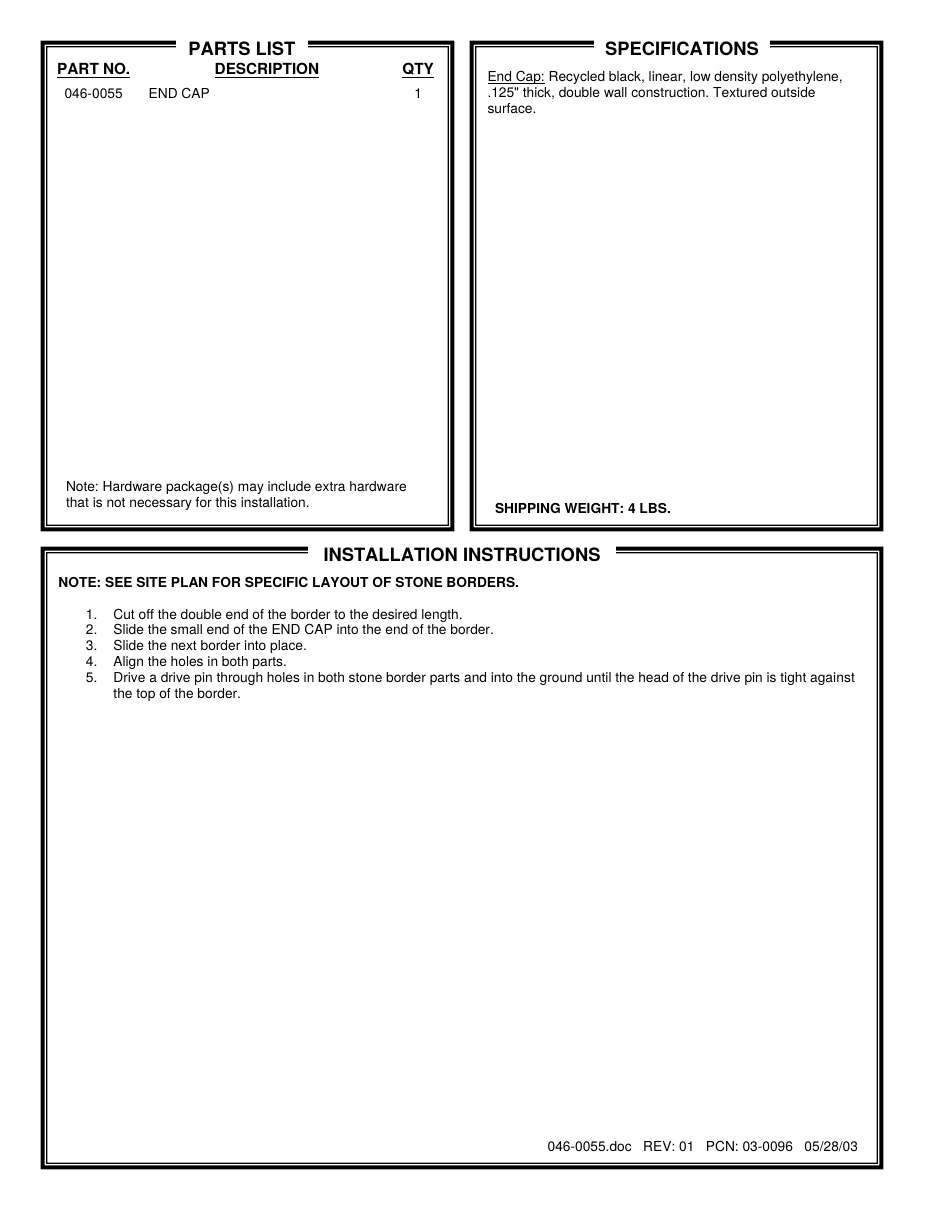 PARTS LIST
PART NO. DESCRIPTION QTY
046-0055 END CAP 1
Note: Hardware package(s) may include extra hardware
that is not necessary for this installation.
SPECIFICATIONS
End Cap: Recycled black, linear, low density polyethylene,
.125" thick, double wall construction. Textured outside
surface.
SHIPPING WEIGHT: 4 LBS.
INSTALLATION INSTRUCTIONS
NOTE: SEE SITE PLAN FOR SPECIFIC LAYOUT OF STONE BORDERS.
1. Cut off the double end of the border to the desired length.
2. Slide the small end of the END CAP into the end of the border.
3. Slide the next border into place.
4. Align the holes in both parts.
5. Drive a drive pin through holes in both stone border parts and into the ground until the head of the drive pin is tight against
the top of the border.
046-0055.doc REV: 01 PCN: 03-0096 05/28/03